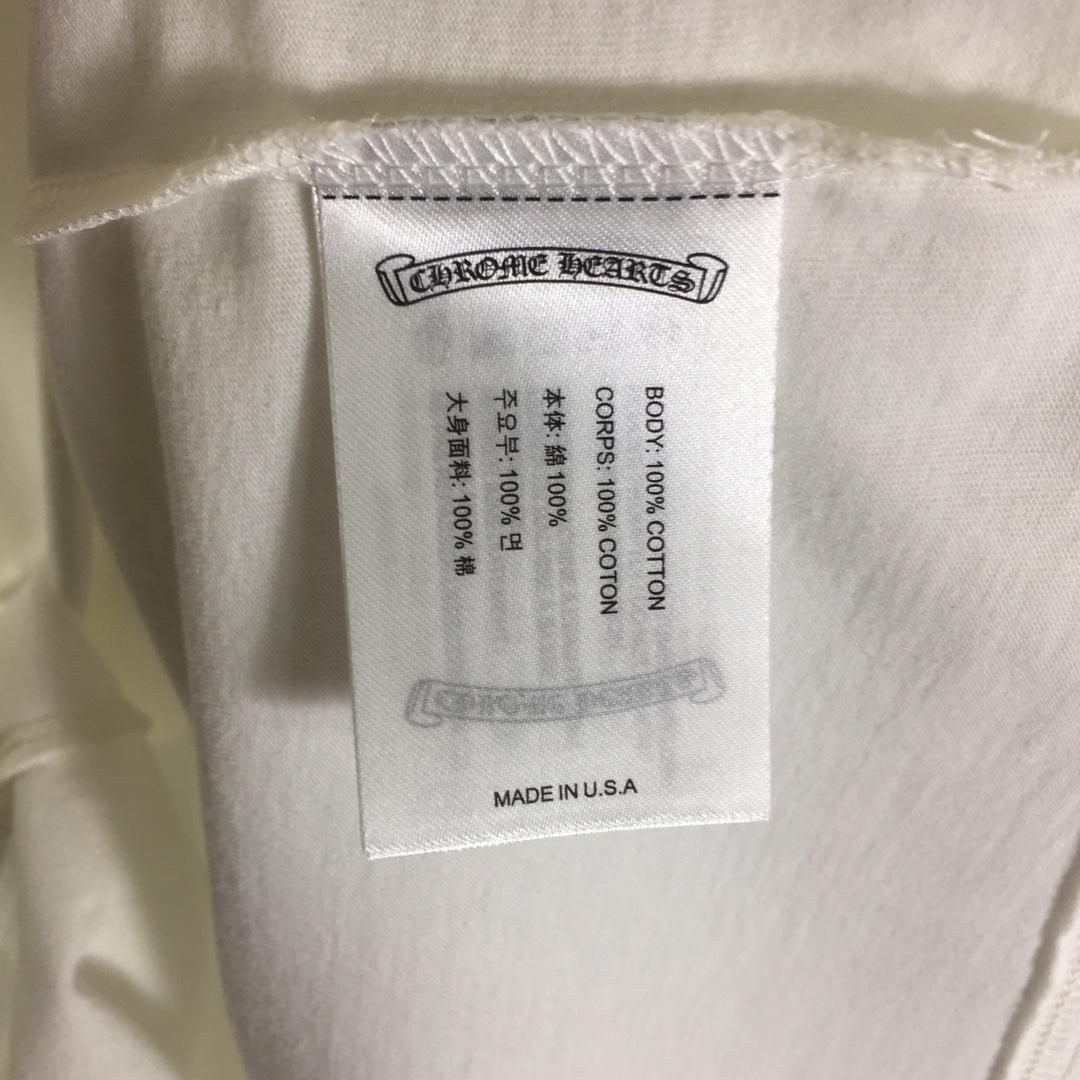 CHROME HEARTS
BODY: 100% COTTON
CORPS: 100% COTON
本体: 綿 100%
주요부: 100% 면
大身面料: 100% 棉
MADE IN U.S.A